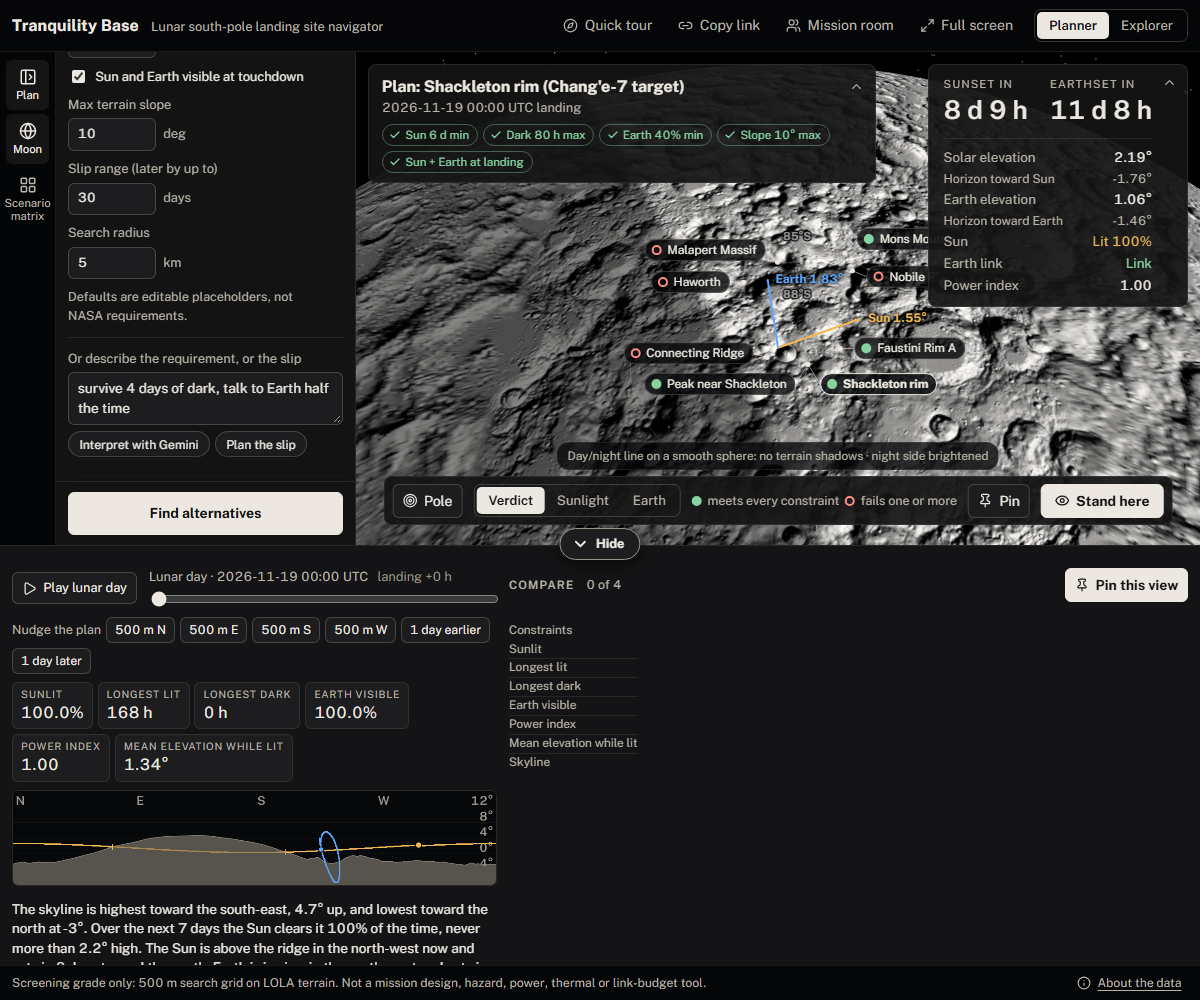 Tranquility Base
Lunar south-pole landing site navigator
Quick tour
Copy link
Mission room
Full screen
Planner
Explorer
Plan
Moon
Scenario
matrix
Sun and Earth visible at touchdown
Max terrain slope
10 deg
Slip range (later by up to)
30 days
Search radius
5 km
Defaults are editable placeholders, not
NASA requirements.
Or describe the requirement, or the slip
survive 4 days of dark, talk to Earth half
the time
Interpret with Gemini
Plan the slip
Find alternatives
Plan: Shackleton rim (Chang'e-7 target)
2026-11-19 00:00 UTC landing
Sun 6 d min
Dark 80 h max
Earth 40% min
Slope 10° max
Sun + Earth at landing
SUNSET IN
EARTHSET IN
8 d 9 h
11 d 8 h
Solar elevation 2.19°
Horizon toward Sun -1.76°
Earth elevation 1.06°
Horizon toward Earth -1.46°
Sun Lit 100%
Earth link Link
Power index 1.00
85°S
Malapert Massif
Mons Mou
Haworth
Earth 1.83°
Nobile
88°S
Sun 1.55°
Connecting Ridge
Faustini Rim A
Peak near Shackleton
Shackleton rim
Day/night line on a smooth sphere: no terrain shadows · night side brightened
Pole
Verdict
Sunlight
Earth
meets every constraint
fails one or more
Pin
Stand here
Hide
Play lunar day
Lunar day · 2026-11-19 00:00 UTC landing +0 h
Nudge the plan
500 m N
500 m E
500 m S
500 m W
1 day earlier
1 day later
SUNLIT
100.0%
LONGEST LIT
168 h
LONGEST DARK
0 h
EARTH VISIBLE
100.0%
POWER INDEX
1.00
MEAN ELEVATION WHILE LIT
1.34°
N E S W 12°
8°
4°
0°
4°
The skyline is highest toward the south-east, 4.7° up, and lowest toward the
north at -3°. Over the next 7 days the Sun clears it 100% of the time, never
more than 2.2° high. The Sun is above the ridge in the north-west now and
COMPARE 0 of 4
Pin this view
Constraints
Sunlit
Longest lit
Longest dark
Earth visible
Power index
Mean elevation while lit
Skyline
Screening grade only: 500 m search grid on LOLA terrain. Not a mission design, hazard, power, thermal or link-budget tool.
About the data